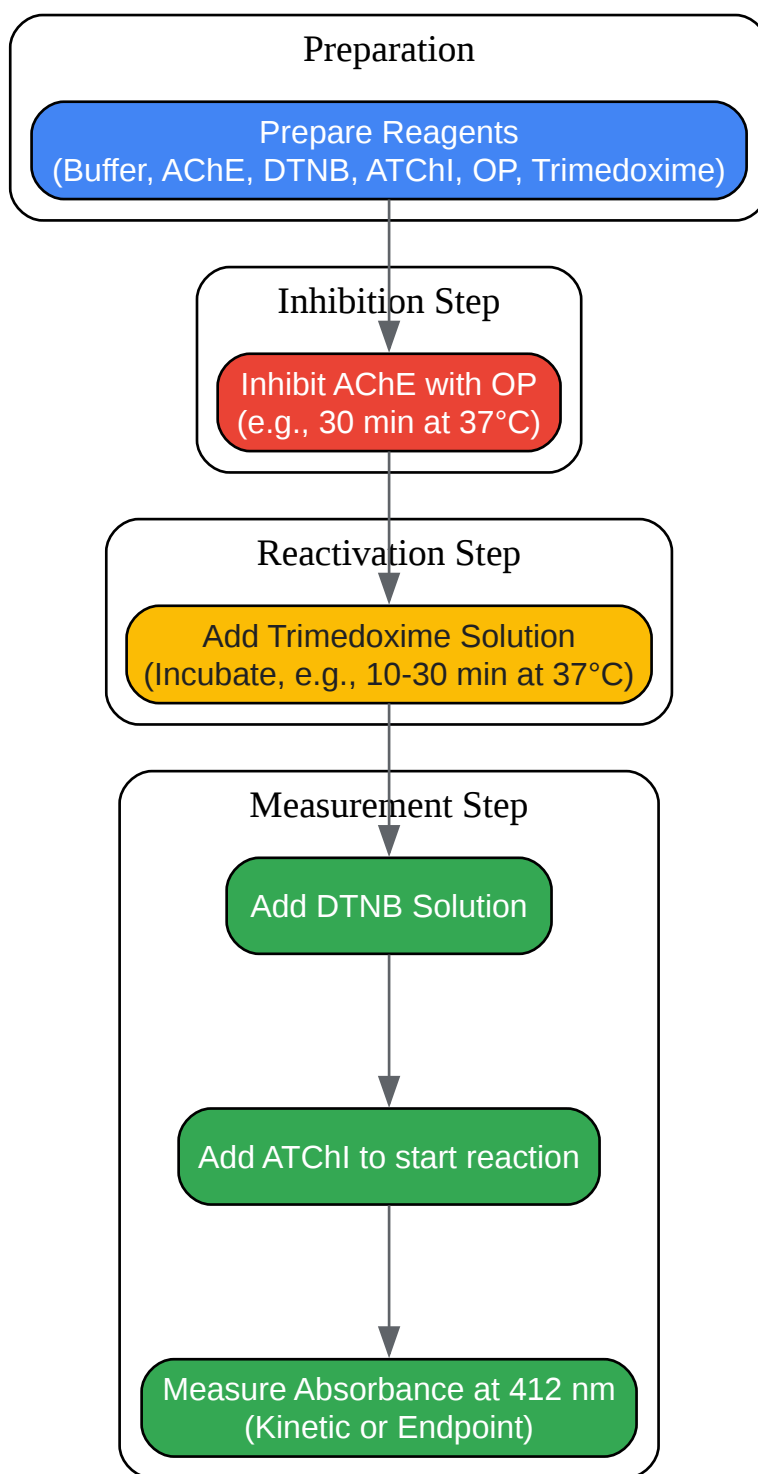 Preparation
Prepare Reagents
(Buffer, AChE, DTNB, ATChI, OP, Trimedoxime)
Inhibition Step
Inhibit AChE with OP
(e.g., 30 min at 37°C)
Reactivation Step
Add Trimedoxime Solution
(Incubate, e.g., 10-30 min at 37°C)
Measurement Step
Add DTNB Solution
Add ATChI to start reaction
Measure Absorbance at 412 nm
(Kinetic or Endpoint)